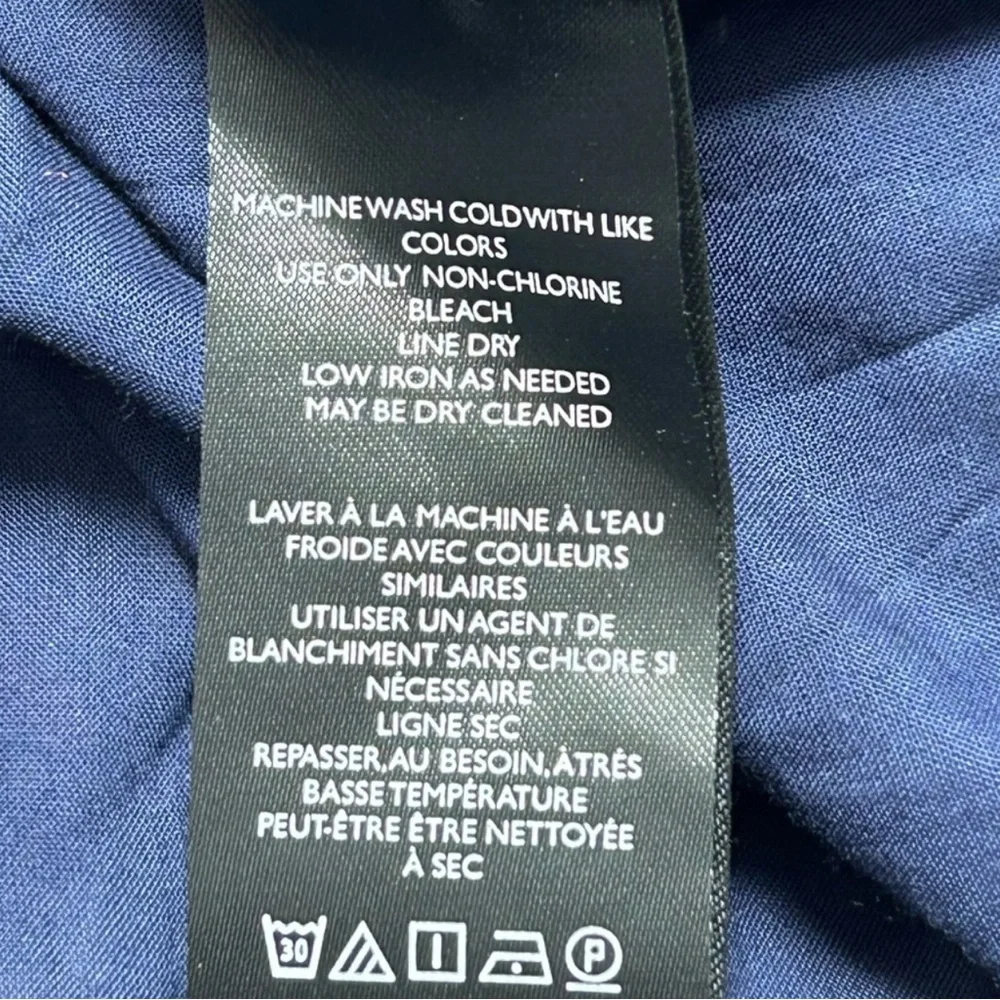 MACHINE WASH COLD WITH LIKE
COLORS
USE ONLY NON-CHLORINE
BLEACH
LINE DRY
LOW IRON AS NEEDED
MAY BE DRY CLEANED
LAVER À LA MACHINE À L'EAU
FROIDE AVEC COULEURS
SIMILAIRES
UTILISER UN AGENT DE
BLANCHIMENT SANS CHLORE SI
NÉCESSAIRE
LIGNE SEC
REPASSER, AU BESOIN, À TRÉS
BASSE TEMPÉRATURE
PEUT-ÊTRE ÊTRE NETTOYÉE
À SEC
30 P